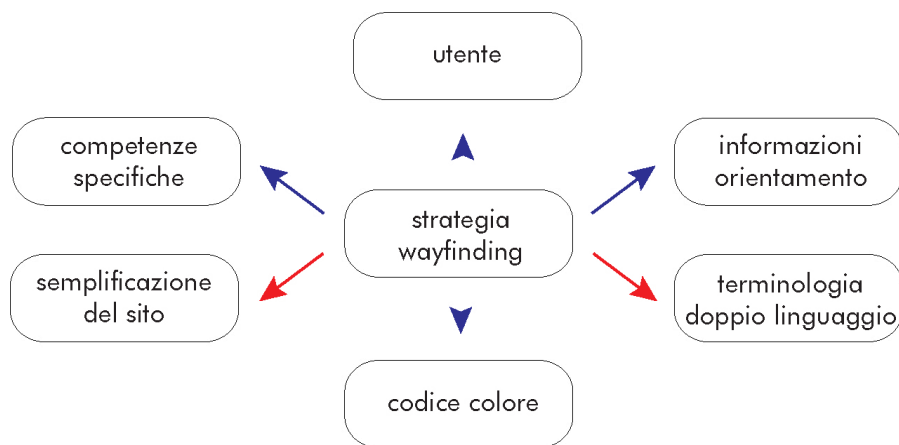 utente
competenze
specifiche
informazioni
orientamento
strategia
wayfinding
semplificazione
del sito
terminologia
doppio linguaggio
codice colore